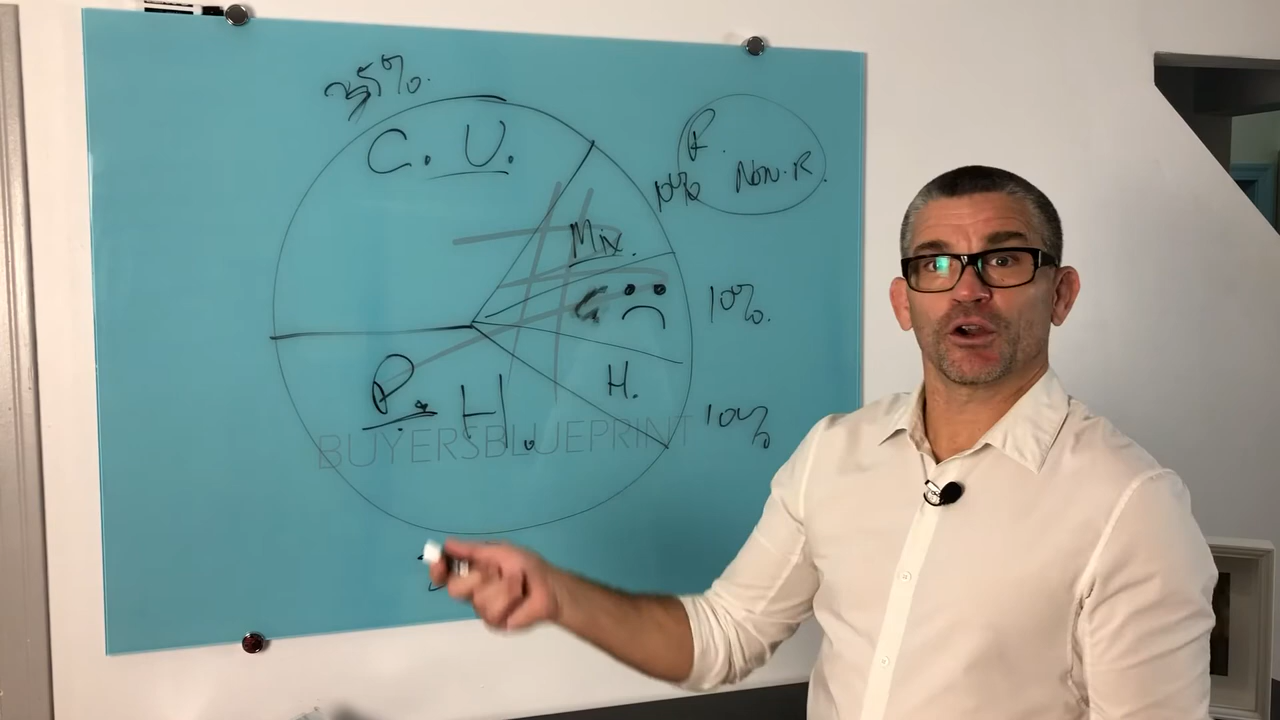 35%.
C. U.
R.
10% Non-R.
Mix.
10%.
H.
P. H.
10%
BUYERSBLUEPRINT